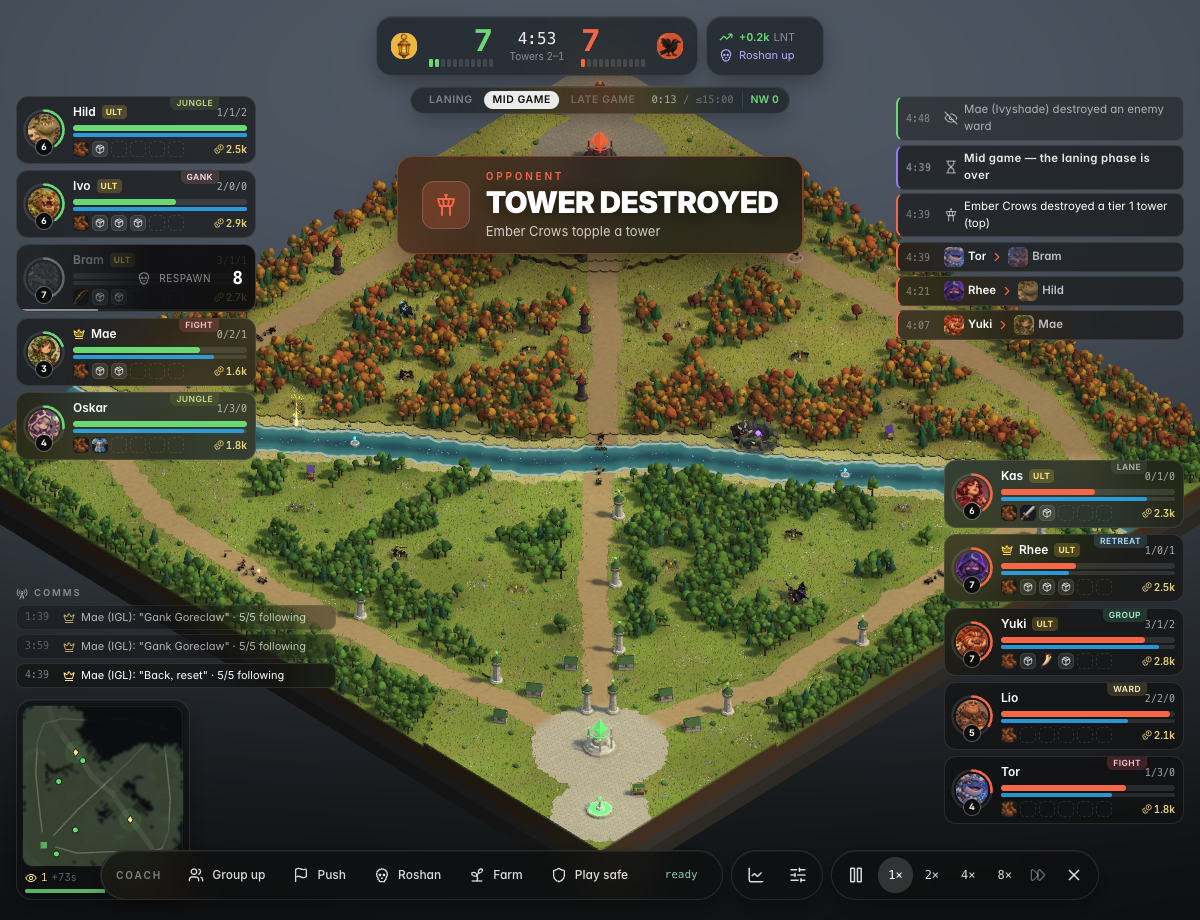 7
4:53
Towers 2–1
7
+0.2k LNT
Roshan up
LANING
MID GAME
LATE GAME
0:13 / ≤15:00
NW 0
OPPONENT
TOWER DESTROYED
Ember Crows topple a tower
JUNGLE
Hild ULT 1/1/2
6
2.5k
GANK
Ivo ULT 2/0/0
6
2.9k
Bram ULT 3/1/1
RESPAWN 8
7
2.7k
FIGHT
Mae 0/2/1
3
1.6k
JUNGLE
Oskar 1/3/0
4
1.8k
4:48 Mae (Ivyshade) destroyed an enemy
ward
4:39 Mid game — the laning phase is
over
4:39 Ember Crows destroyed a tier 1 tower
(top)
4:39 Tor > Bram
4:21 Rhee > Hild
4:07 Yuki > Mae
LANE
Kas ULT 0/1/0
6
2.3k
RETREAT
Rhee ULT 1/0/1
7
2.5k
GROUP
Yuki ULT 3/1/2
7
2.8k
WARD
Lio 2/2/0
5
2.1k
FIGHT
Tor 1/3/0
4
1.8k
COMMS
1:39 Mae (IGL): "Gank Goreclaw" · 5/5 following
3:59 Mae (IGL): "Gank Goreclaw" · 5/5 following
4:39 Mae (IGL): "Back, reset" · 5/5 following
1 +73s
COACH
Group up
Push
Roshan
Farm
Play safe
ready
1×
2×
4×
8×